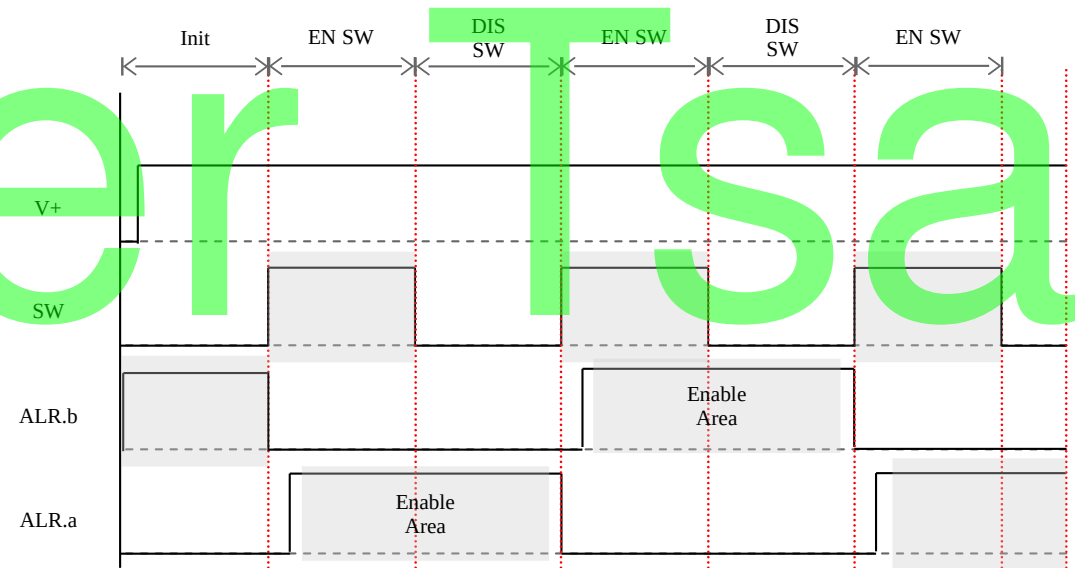 Init
EN SW
DIS
SW
EN SW
DIS
SW
EN SW
er Tsa
V+
SW
ALR.b
Enable
Area
ALR.a
Enable
Area